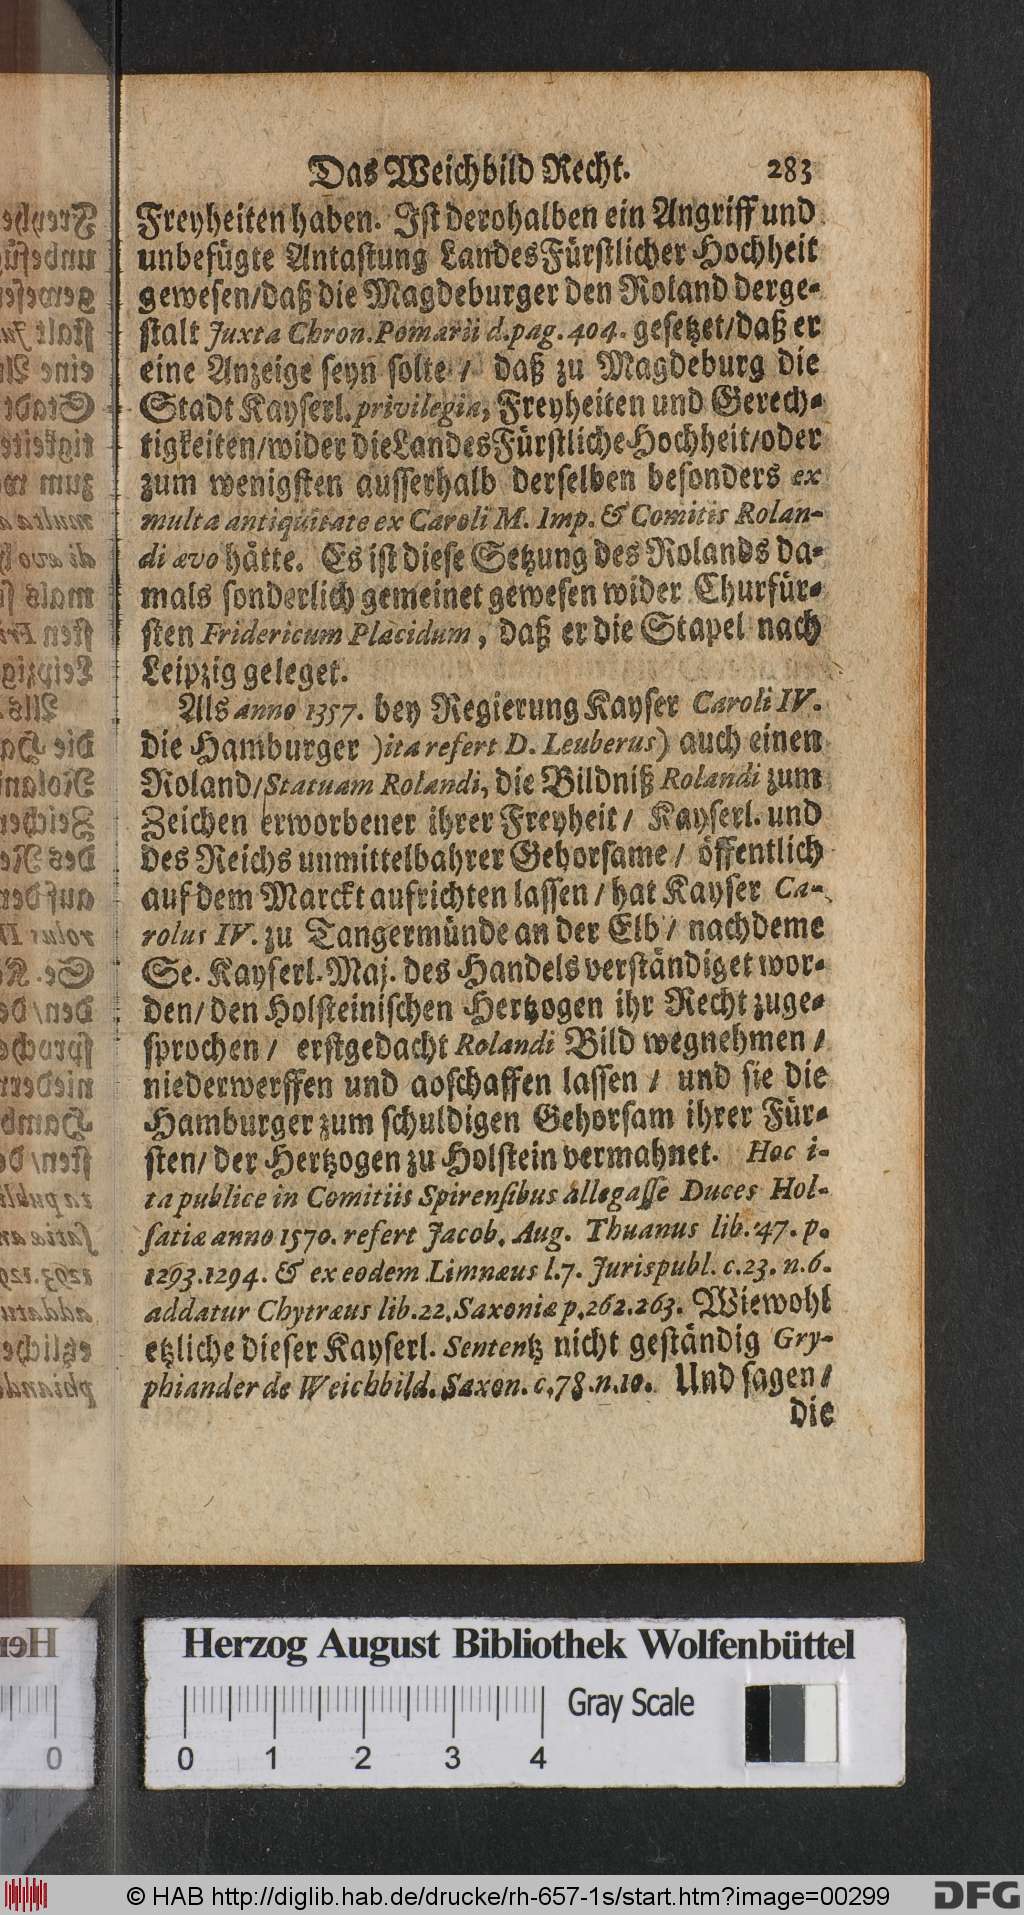 Das Weichbild Recht. 283
Freyheiten haben. Ist derohalben ein Angriff und
unbefügte Antastung LandesFürstlicher Hochheit
gewesen/daß die Magdeburger den Roland derge-
stalt Juxta Chron. Pomarii d. pag. 404. gesetzet/daß er
eine Anzeige seyn solte / daß zu Magdeburg die
Stadt Kayserl. privilegia, Freyheiten und Gerech-
tigkeiten/wider die LandesFürstliche Hochheit/oder
zum wenigsten ausserhalb derselben besonders ex
multa antiquitate ex Caroli M. Imp. & Comitis Rolan-
di ævo hätte. Es ist diese Setzung des Rolands da-
mals sonderlich gemeinet gewesen wider Churfür-
sten Fridericum Placidum, daß er die Stapel nach
Leipzig geleget.
Als anno 1357. bey Regierung Kayser Caroli IV.
die Hamburger )ita refert D. Leuberus) auch einen
Roland/Statuam Rolandi, die Bildniß Rolandi zum
Zeichen erworbener ihrer Freyheit / Kayserl. und
des Reichs unmittelbahrer Gehorsame / öffentlich
auf dem Marckt aufrichten lassen / hat Kayser Ca-
rolus IV. zu Tangermünde an der Elb / nachdeme
Se. Kayserl. Maj. des Handels verständiget wor-
den/ den Holsteinischen Hertzogen ihr Recht zuge-
sprochen / erstgedacht Rolandi Bild wegnehmen /
niederwerffen und aoschaffen lassen / und sie die
Hamburger zum schuldigen Gehorsam ihrer Für-
sten/ der Hertzogen zu Holstein vermahnet. Hoc i-
ta publice in Comitiis Spirensibus allegasse Duces Hol-
satiæ anno 1570. refert Jacob. Aug. Thuanus lib. 47. p.
1293.1294. & ex eodem Limnæus l.7. Jurispubl. c.23. n.6.
addatur Chytræus lib.22. Saxoniæ p.262.263. Wiewohl
etzliche dieser Kayserl. Sententz nicht geständig Gry-
phiander de Weichbild. Saxon. c.78.n.10. Und sagen /
die
Herzog August Bibliothek Wolfenbüttel
Gray Scale
0 1 2 3 4
© HAB http://diglib.hab.de/drucke/rh-657-1s/start.htm?image=00299
DFG